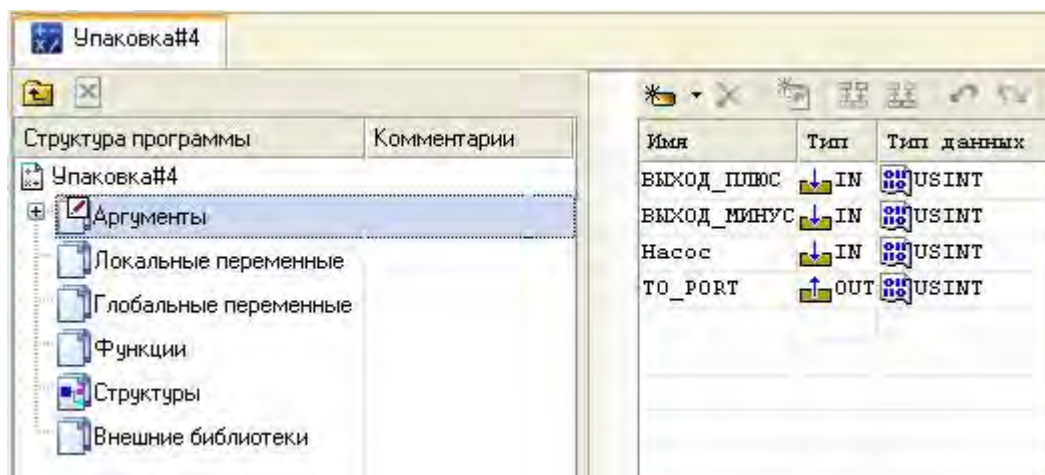 Упаковка#4
Структура программы Комментарии
Упаковка#4
Аргументы
Локальные переменные
Глобальные переменные
Функции
Структуры
Внешние библиотеки
Имя Тип Тип данных
ВЫХОД_ПЛЮС IN USINT
ВЫХОД_МИНУС IN USINT
Насос IN USINT
TO_PORT OUT USINT